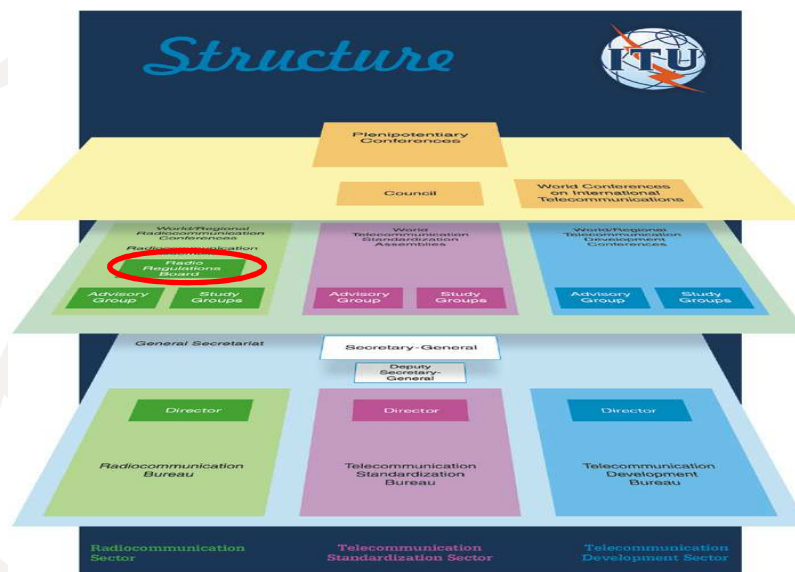 Structure
ITU
Plenipotentiary
Conferences
Council
World Conferences
on International
Telecommunications
World/Regional
Radiocommunication
Conferences
Radiocommunication
Radio
Regulations
Board
Advisory
Group
Study
Groups
World
Telecommunication
Standardization
Assemblies
Advisory
Group
Study
Groups
World/Regional
Telecommunication
Development
Conferences
Advisory
Group
Study
Groups
General Secretariat
Secretary-General
Deputy
Secretary-
General
Director
Radiocommunication
Bureau
Director
Telecommunication
Standardization
Bureau
Director
Telecommunication
Development
Bureau
Radiocommunication
Sector
Telecommunication
Standardization Sector
Telecommunication
Development Sector